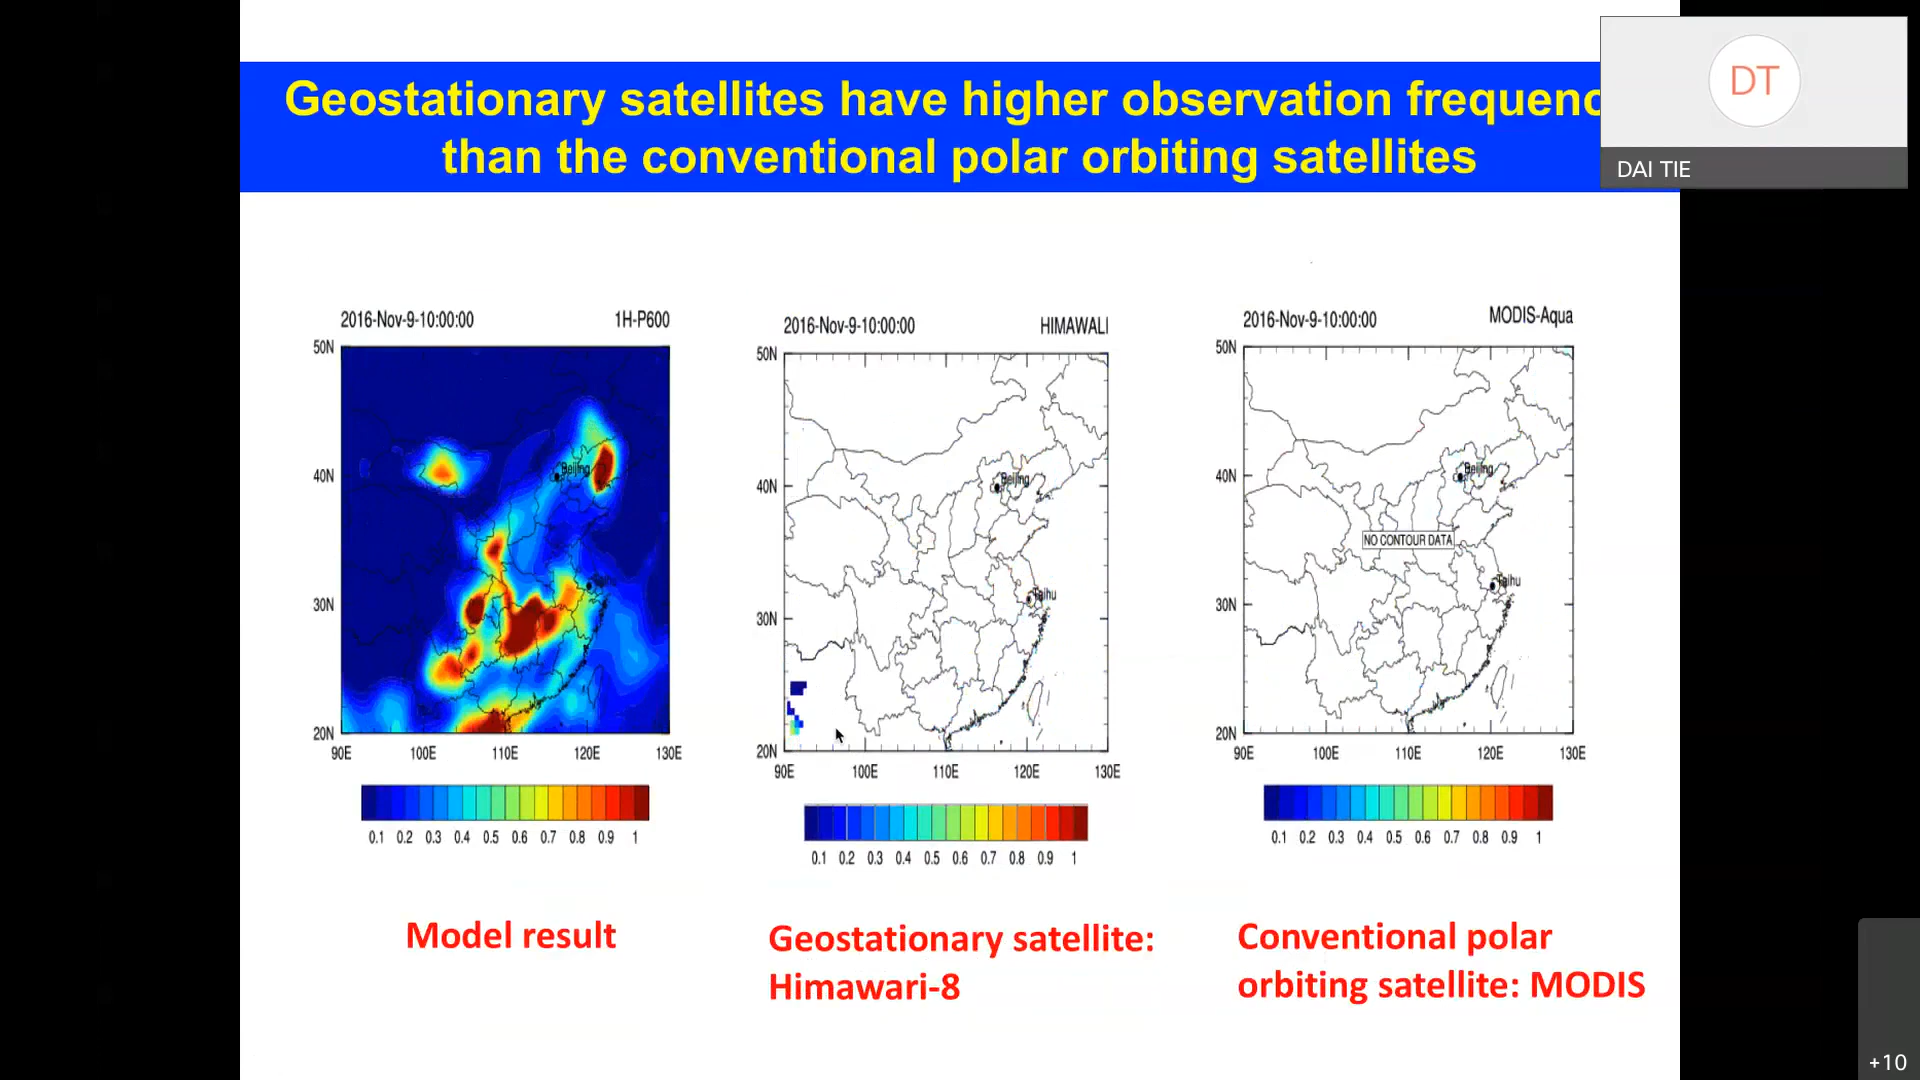 Geostationary satellites have higher observation frequenc
than the conventional polar orbiting satellites
DT
DAI TIE
2016-Nov-9-10:00:00 1H-P600
50N
40N
30N
20N
90E 100E 110E 120E 130E
Beijing
0.1 0.2 0.3 0.4 0.5 0.6 0.7 0.8 0.9 1
Model result
2016-Nov-9-10:00:00 HIMAWALI
50N
40N
30N
20N
90E 100E 110E 120E 130E
Beijing
Taihu
0.1 0.2 0.3 0.4 0.5 0.6 0.7 0.8 0.9 1
Geostationary satellite:
Himawari-8
2016-Nov-9-10:00:00 MODIS-Aqua
50N
40N
30N
20N
90E 100E 110E 120E 130E
Beijing
NO CONTOUR DATA
Taihu
0.1 0.2 0.3 0.4 0.5 0.6 0.7 0.8 0.9 1
Conventional polar
orbiting satellite: MODIS
+10